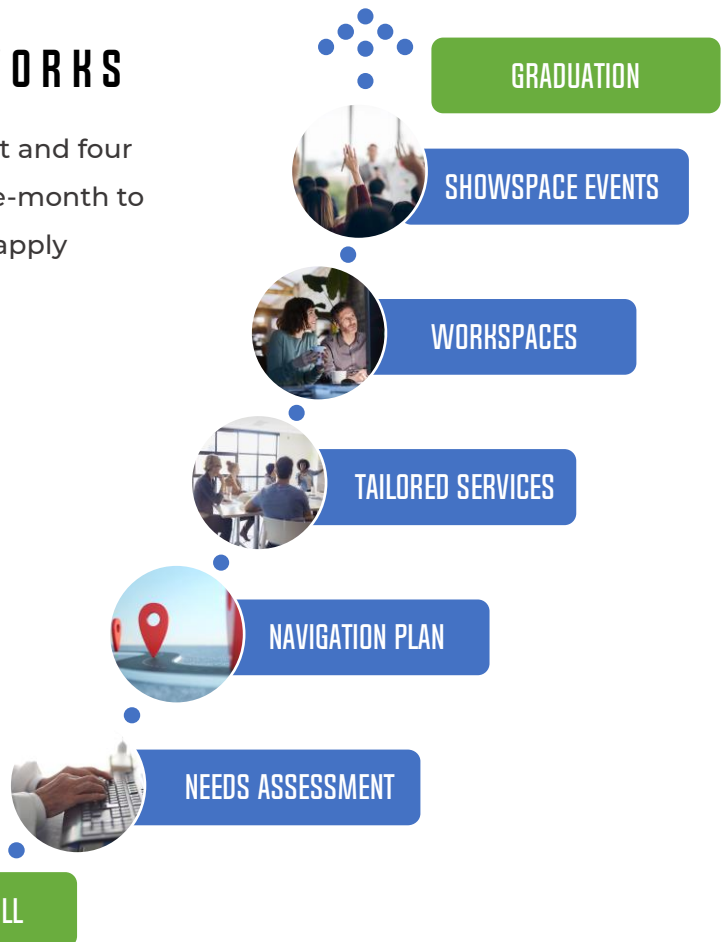 ORKS
t and four
e-month to
apply
GRADUATION
SHOWSPACE EVENTS
WORKSPACES
TAILORED SERVICES
NAVIGATION PLAN
NEEDS ASSESSMENT
LL